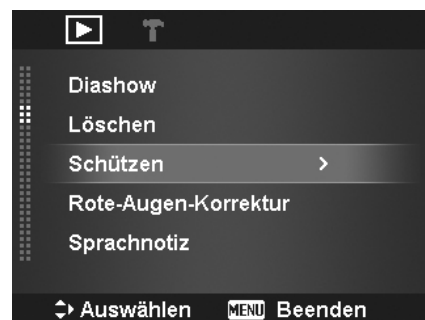 Diashow
Löschen
Schützen >
Rote-Augen-Korrektur
Sprachnotiz
Auswählen MENU Beenden